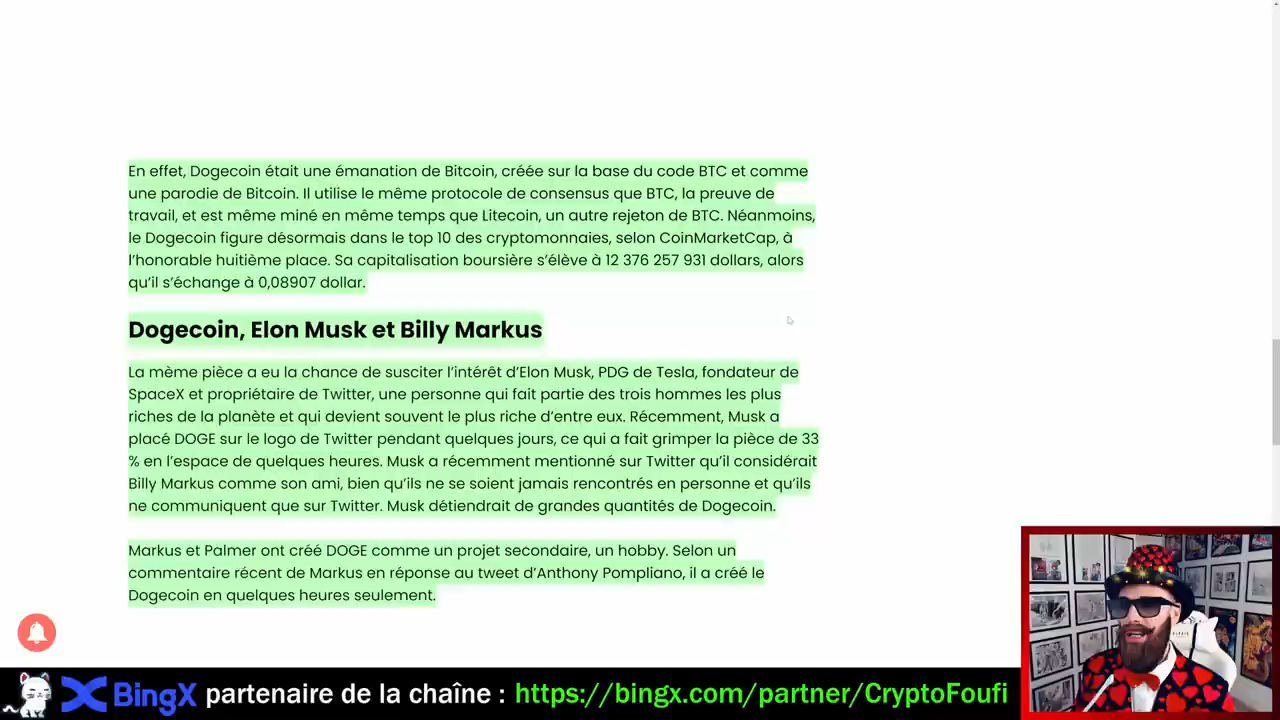 En effet, Dogecoin était une émanation de Bitcoin, créée sur la base du code BTC et comme
une parodie de Bitcoin. Il utilise le même protocole de consensus que BTC, la preuve de
travail, et est même miné en même temps que Litecoin, un autre rejeton de BTC. Néanmoins,
le Dogecoin figure désormais dans le top 10 des cryptomonnaies, selon CoinMarketCap, à
l’honorable huitième place. Sa capitalisation boursière s’élève à 12 376 257 931 dollars, alors
qu’il s’échange à 0,08907 dollar.
Dogecoin, Elon Musk et Billy Markus
La mème pièce a eu la chance de susciter l’intérêt d’Elon Musk, PDG de Tesla, fondateur de
SpaceX et propriétaire de Twitter, une personne qui fait partie des trois hommes les plus
riches de la planète et qui devient souvent le plus riche d’entre eux. Récemment, Musk a
placé DOGE sur le logo de Twitter pendant quelques jours, ce qui a fait grimper la pièce de 33
% en l’espace de quelques heures. Musk a récemment mentionné sur Twitter qu’il considérait
Billy Markus comme son ami, bien qu’ils ne se soient jamais rencontrés en personne et qu’ils
ne communiquent que sur Twitter. Musk détiendrait de grandes quantités de Dogecoin.
Markus et Palmer ont créé DOGE comme un projet secondaire, un hobby. Selon un
commentaire récent de Markus en réponse au tweet d’Anthony Pompliano, il a créé le
Dogecoin en quelques heures seulement.
BingX partenaire de la chaîne : https://bingx.com/partner/CryptoFoufi